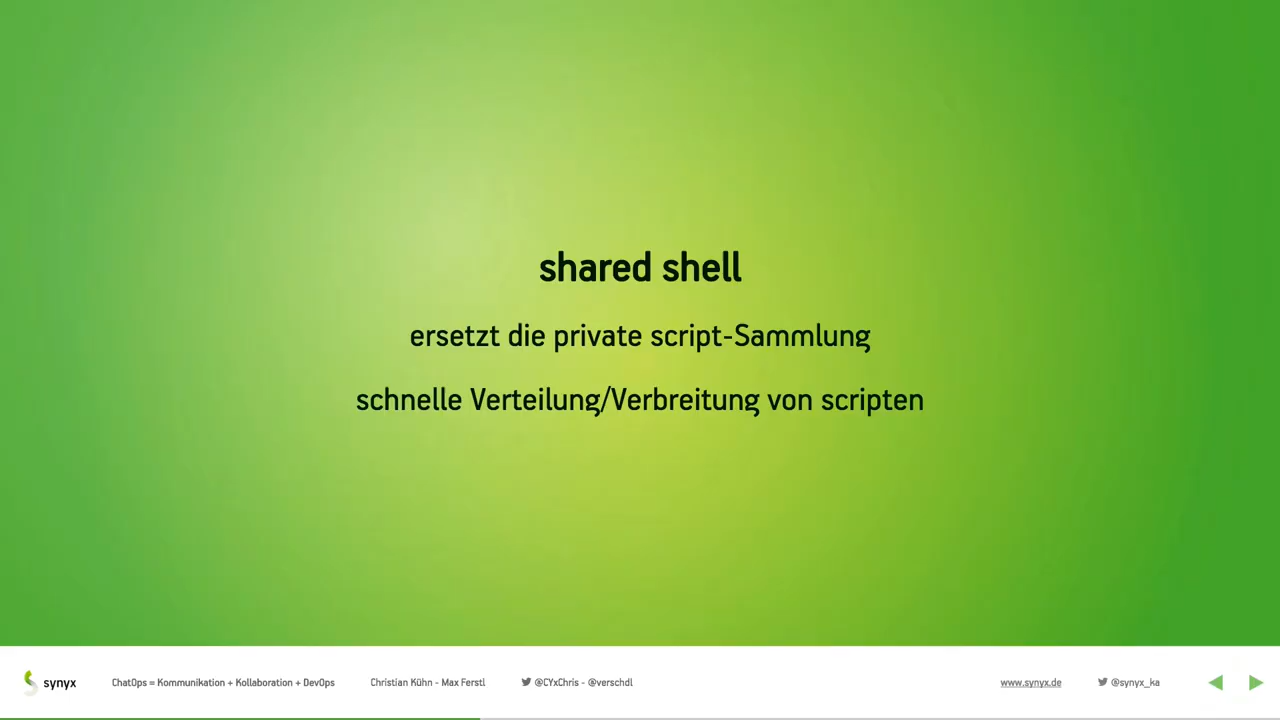 shared shell
ersetzt die private script-Sammlung
schnelle Verteilung/Verbreitung von scripten
synyx ChatOps = Kommunikation + Kollaboration + DevOps Christian Kühn - Max Ferstl @CYxChris - @verschdl www.synyx.de @synyx_ka